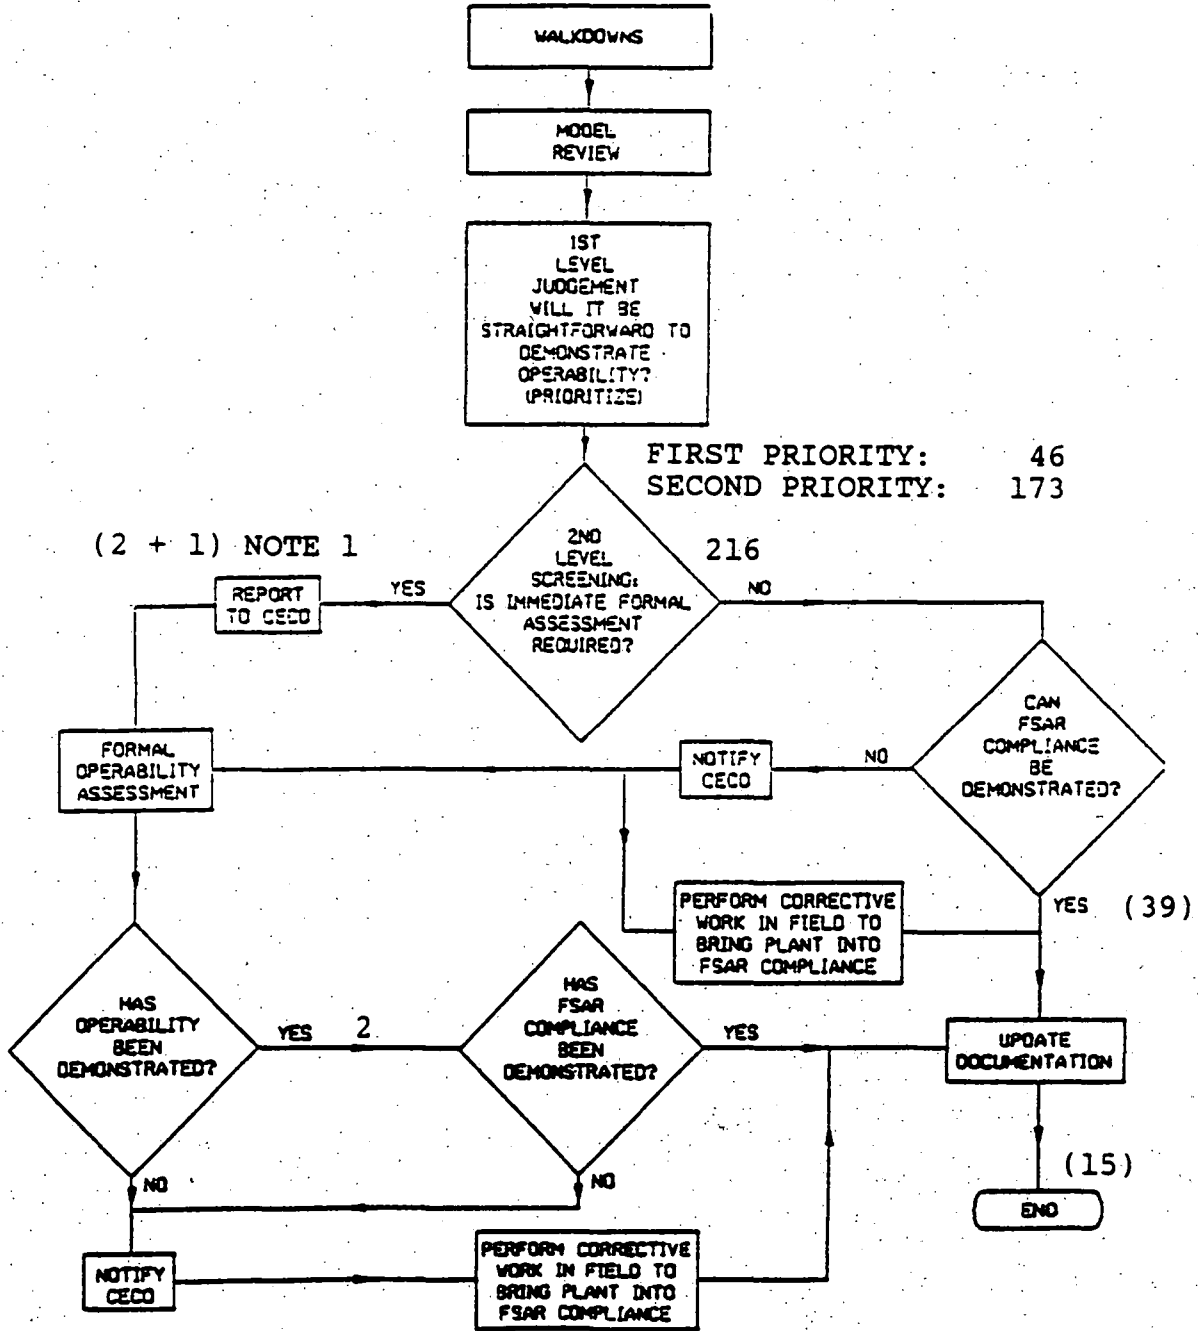 WALKDOWNS
MODEL
REVIEW
1ST
LEVEL
JUDGEMENT
WILL IT BE
STRAIGHTFORWARD TO
DEMONSTRATE
OPERABILITY?
(PRIORITIZE)
FIRST PRIORITY: 46
SECOND PRIORITY: 173
(2 + 1) NOTE 1
216
2ND
LEVEL
SCREENING:
IS IMMEDIATE FORMAL
ASSESSMENT
REQUIRED?
YES
NO
REPORT
TO CECO
CAN
FSAR
COMPLIANCE
BE
DEMONSTRATED?
NO
NOTIFY
CECO
FORMAL
OPERABILITY
ASSESSMENT
YES (39)
PERFORM CORRECTIVE
WORK IN FIELD TO
BRING PLANT INTO
FSAR COMPLIANCE
HAS
OPERABILITY
BEEN
DEMONSTRATED?
YES 2
HAS
FSAR
COMPLIANCE
BEEN
DEMONSTRATED?
YES
UPDATE
DOCUMENTATION
(15)
END
NO
NO
NOTIFY
CECO
PERFORM CORRECTIVE
WORK IN FIELD TO
BRING PLANT INTO
FSAR COMPLIANCE